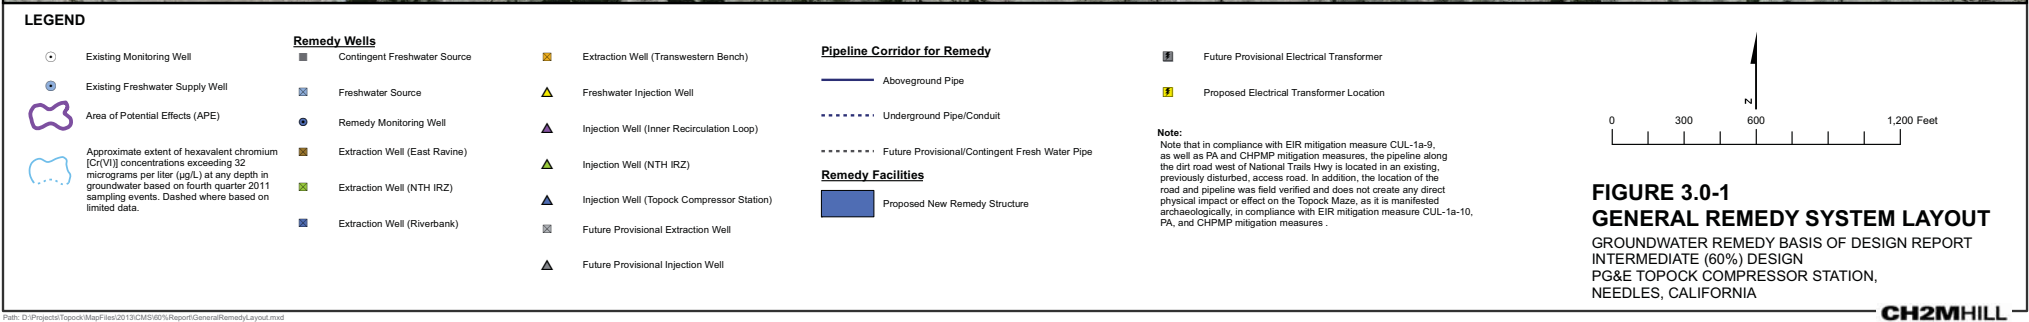 LEGEND
Existing Monitoring Well
Existing Freshwater Supply Well
Area of Potential Effects (APE)
Approximate extent of hexavalent chromium
[Cr(VI)] concentrations exceeding 32
micrograms per liter (µg/L) at any depth in
groundwater based on fourth quarter 2011
sampling events. Dashed where based on
limited data.
Remedy Wells
Contingent Freshwater Source
Freshwater Source
Remedy Monitoring Well
Extraction Well (East Ravine)
Extraction Well (NTH IRZ)
Extraction Well (Riverbank)
Extraction Well (Transwestern Bench)
Freshwater Injection Well
Injection Well (Inner Recirculation Loop)
Injection Well (NTH IRZ)
Injection Well (Topock Compressor Station)
Future Provisional Extraction Well
Future Provisional Injection Well
Pipeline Corridor for Remedy
Aboveground Pipe
Underground Pipe/Conduit
Future Provisional/Contingent Fresh Water Pipe
Remedy Facilities
Proposed New Remedy Structure
Future Provisional Electrical Transformer
Proposed Electrical Transformer Location
Note:
Note that in compliance with EIR mitigation measure CUL-1a-9,
as well as PA and CHPMP mitigation measures, the pipeline along
the dirt road west of National Trails Hwy is located in an existing,
previously disturbed, access road. In addition, the location of the
road and pipeline was field verified and does not create any direct
physical impact or effect on the Topock Maze, as it is manifested
archaeologically, in compliance with EIR mitigation measure CUL-1a-10,
PA, and CHPMP mitigation measures .
N
0 300 600 1,200 Feet
FIGURE 3.0-1
GENERAL REMEDY SYSTEM LAYOUT
GROUNDWATER REMEDY BASIS OF DESIGN REPORT
INTERMEDIATE (60%) DESIGN
PG&E TOPOCK COMPRESSOR STATION,
NEEDLES, CALIFORNIA
CH2MHILL
Path: D:\Projects\Topock\MapFiles\2013\CMS\60%Report\GeneralRemedyLayout.mxd